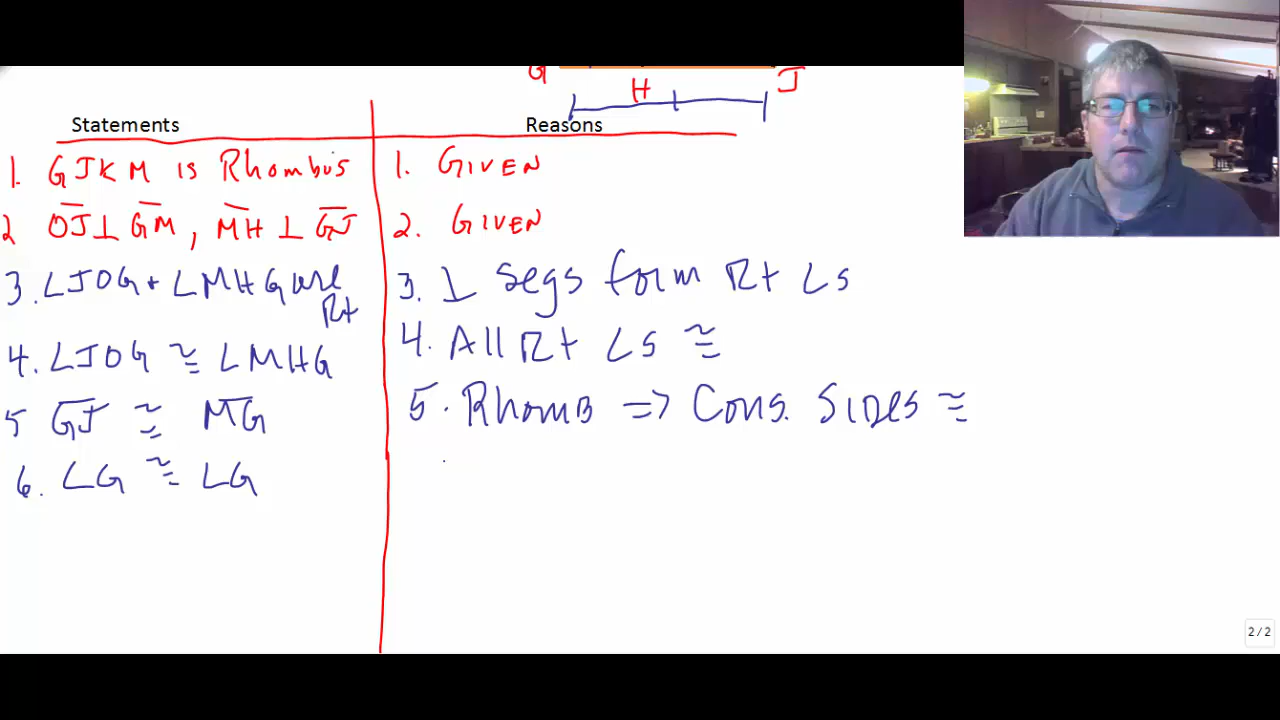 G J
H
Statements Reasons
1. GJKM is Rhombus 1. GIVEN
2 OJ ⊥ GM, MH ⊥ GJ 2. GIVEN
3. ∠JOG + ∠MHG are Rt 3. ⊥ segs form Rt ∠s
4. ∠JOG ≅ ∠MHG 4. All Rt ∠s ≅
5 GJ ≅ MG 5. Rhomb => Cons. Sides ≅
6. ∠G ≅ ∠G
2/2